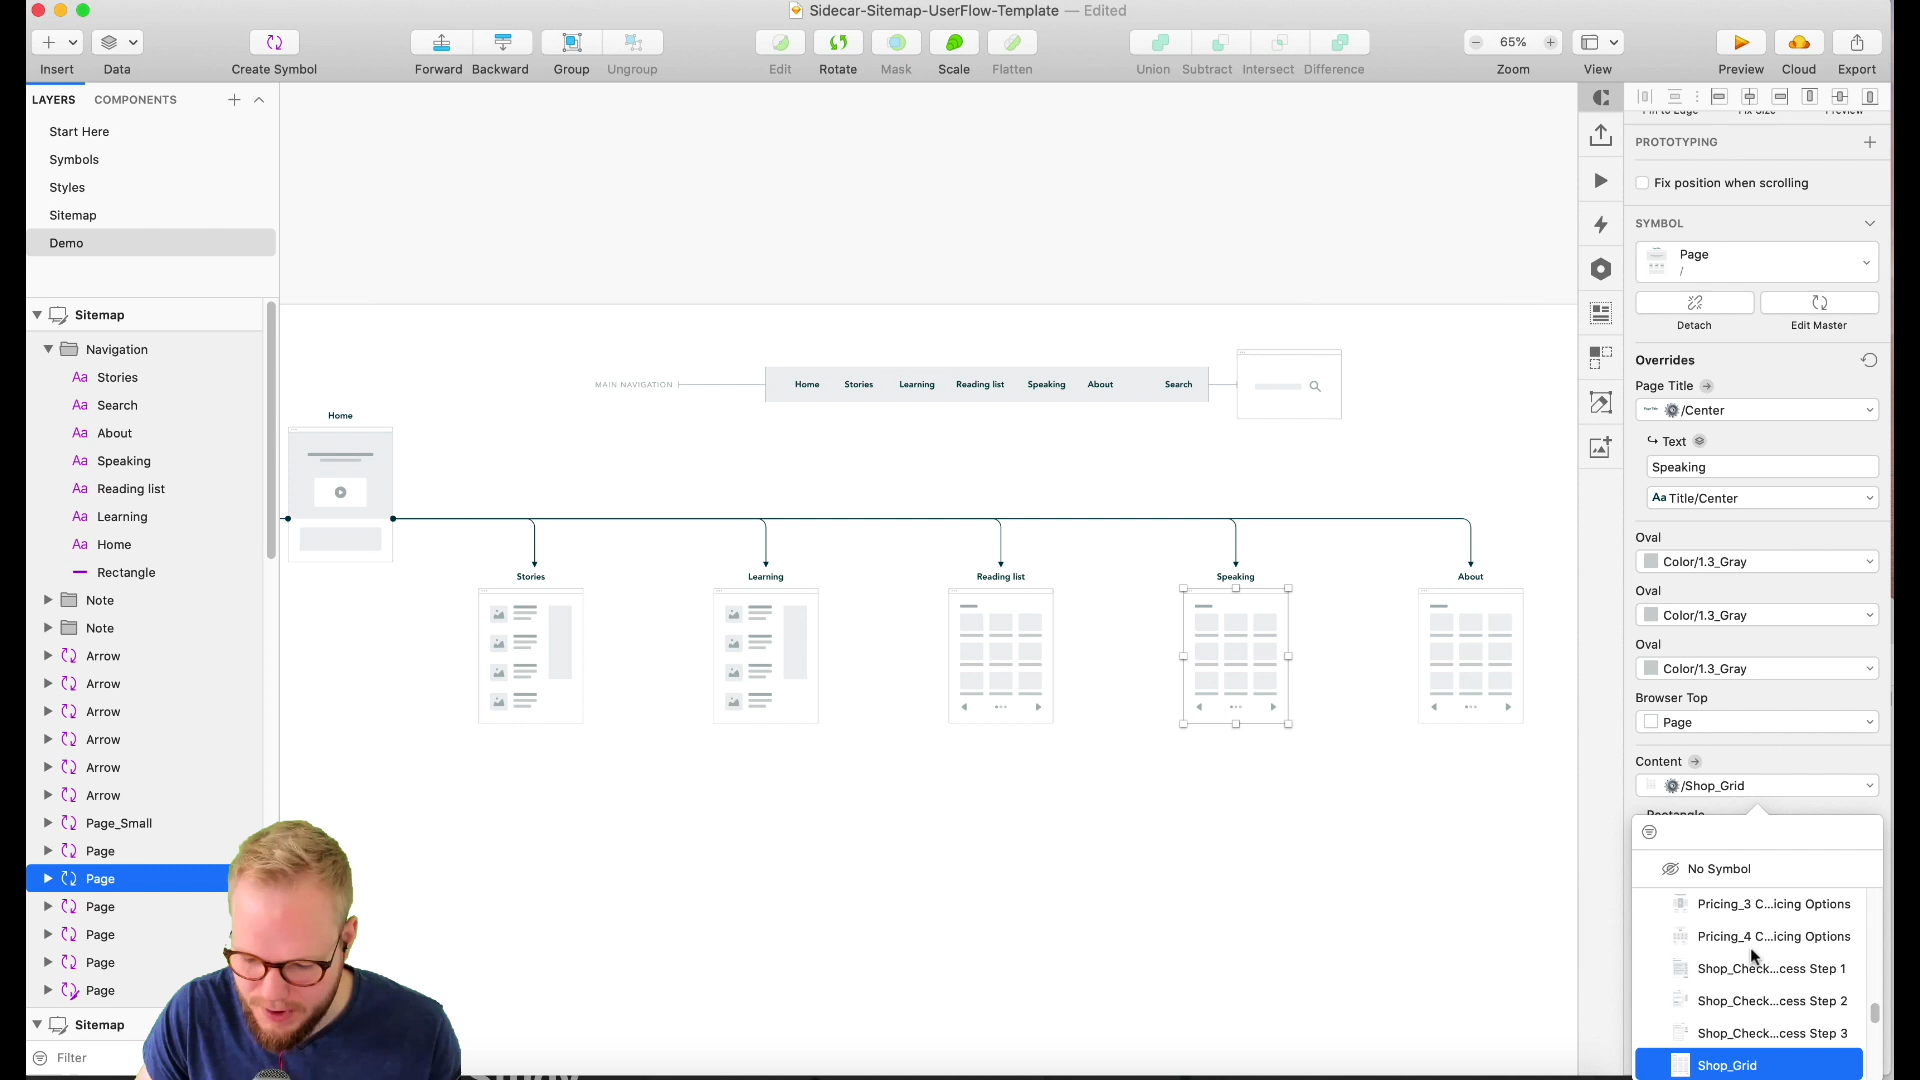 Sidecar-Sitemap-UserFlow-Template — Edited
65%
Insert
Data
Create Symbol
Forward
Backward
Group
Ungroup
Edit
Rotate
Mask
Scale
Flatten
Union
Subtract
Intersect
Difference
Zoom
View
Preview
Cloud
Export
LAYERS
COMPONENTS
Start Here
Symbols
Styles
Sitemap
Demo
Sitemap
Navigation
Aa Stories
Aa Search
Aa About
Aa Speaking
Aa Reading list
Aa Learning
Aa Home
Rectangle
Note
Note
Arrow
Arrow
Arrow
Arrow
Arrow
Arrow
Page_Small
Page
Page
Page
Page
Page
Page
Sitemap
Filter
MAIN NAVIGATION
Home
Stories
Learning
Reading list
Speaking
About
Search
Home
Stories
Learning
Reading list
Speaking
About
Pin to Edge
Fix Size
Preview
PROTOTYPING
Fix position when scrolling
SYMBOL
Page
/
Detach
Edit Master
Overrides
Page Title
/Center
Text
Speaking
Aa Title/Center
Oval
Color/1.3_Gray
Oval
Color/1.3_Gray
Oval
Color/1.3_Gray
Browser Top
Page
Content
/Shop_Grid
Rectangle
No Symbol
Pricing_3 C...icing Options
Pricing_4 C...icing Options
Shop_Check...cess Step 1
Shop_Check...cess Step 2
Shop_Check...cess Step 3
Shop_Grid